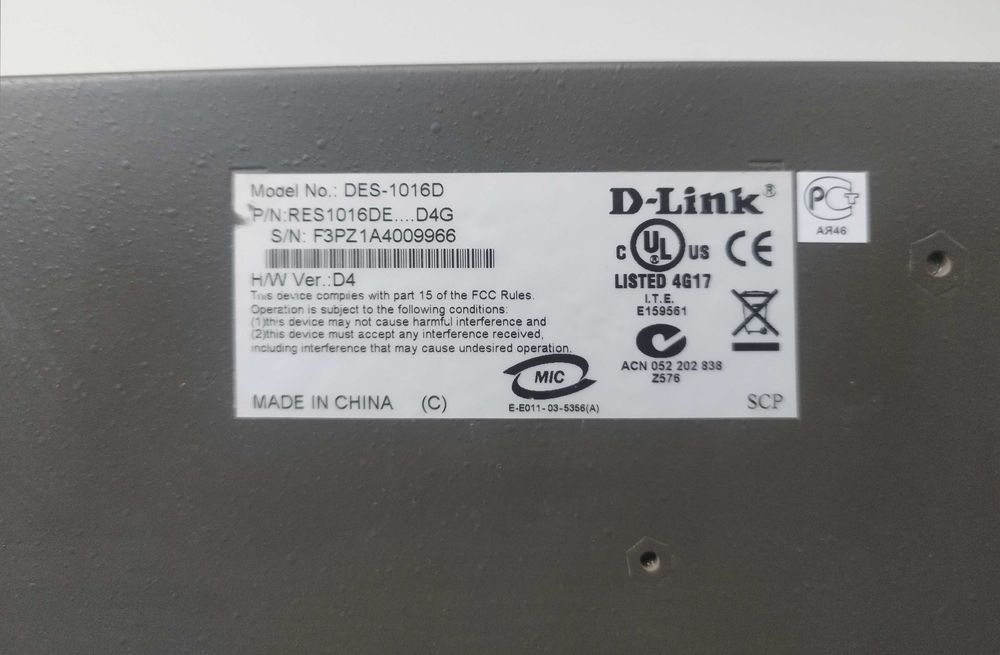 Model No.: DES-1016D
P/N:RES1016DE....D4G
S/N: F3PZ1A4009966
H/W Ver.:D4
This device complies with part 15 of the FCC Rules.
Operation is subject to the following conditions:
(1)this device may not cause harmful interference and
(2)this device must accept any interference received,
including interference that may cause undesired operation.
MADE IN CHINA (C)
MIC
E-E011-03-5356(A)
D-Link®
C UL® US CE
LISTED 4G17
I.T.E.
E159561
ACN 052 202 838
Z576
SCP
РСТ
АЯ46